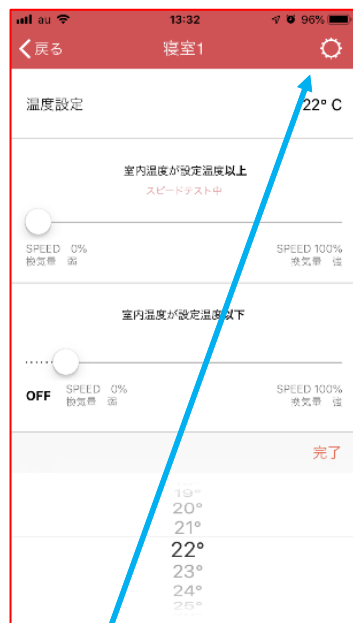 au 13:32 96%
戻る 寝室1
温度設定 22° C
室内温度が設定温度以上
スピードテスト中
SPEED 0% SPEED 100%
換気量 弱 換気量 強
室内温度が設定温度以下
OFF SPEED 0% SPEED 100%
換気量 弱 換気量 強
完了
19°
20°
21°
22°
23°
24°
25°